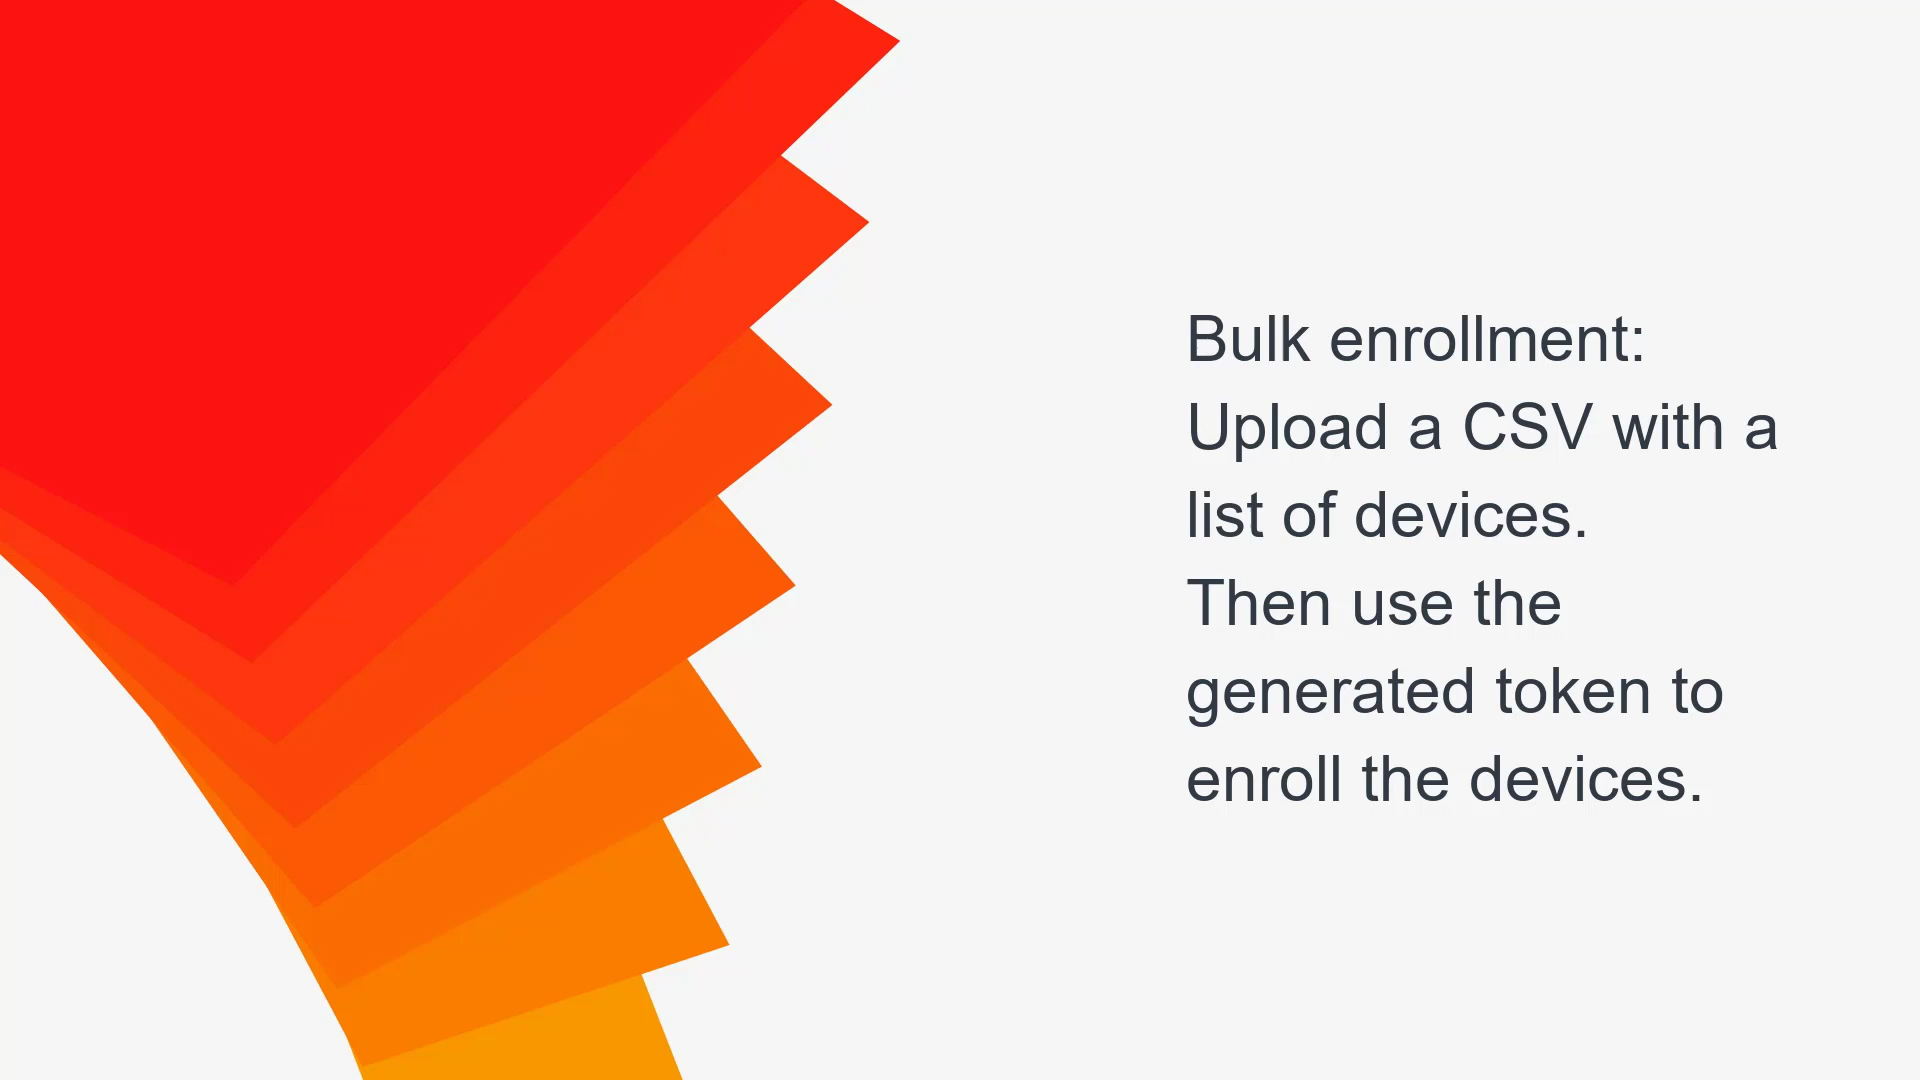 Bulk enrollment:
Upload a CSV with a
list of devices.
Then use the
generated token to
enroll the devices.